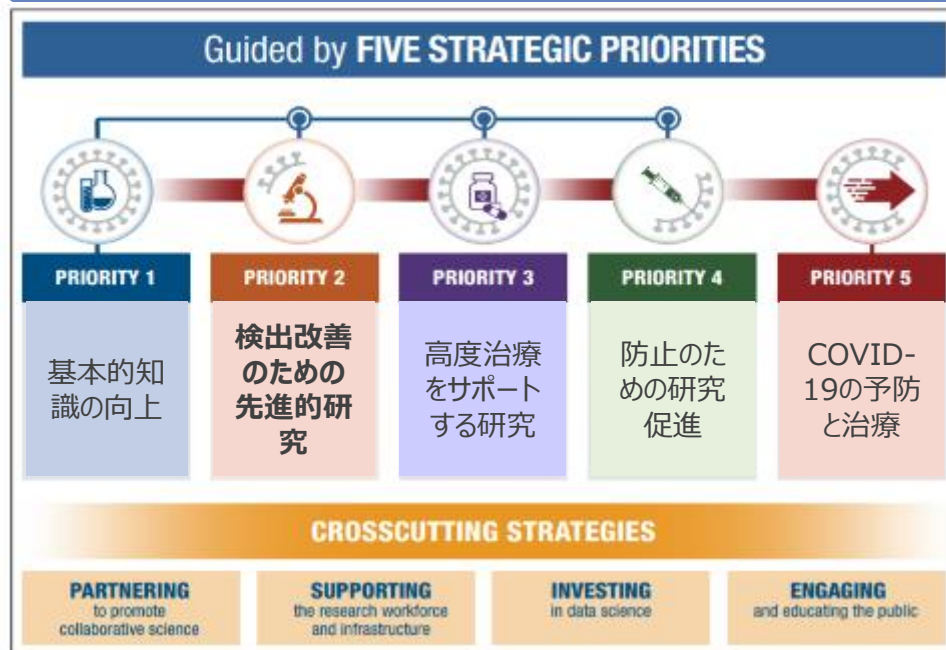 Guided by FIVE STRATEGIC PRIORITIES
PRIORITY 1
基本的知
識の向上
PRIORITY 2
検出改善
のための
先進的研
究
PRIORITY 3
高度治療
をサポート
する研究
PRIORITY 4
防止のた
めの研究
促進
PRIORITY 5
COVID-
19の予防
と治療
CROSSCUTTING STRATEGIES
PARTNERING
to promote
collaborative science
SUPPORTING
the research workforce
and infrastructure
INVESTING
in data science
ENGAGING
and educating the public